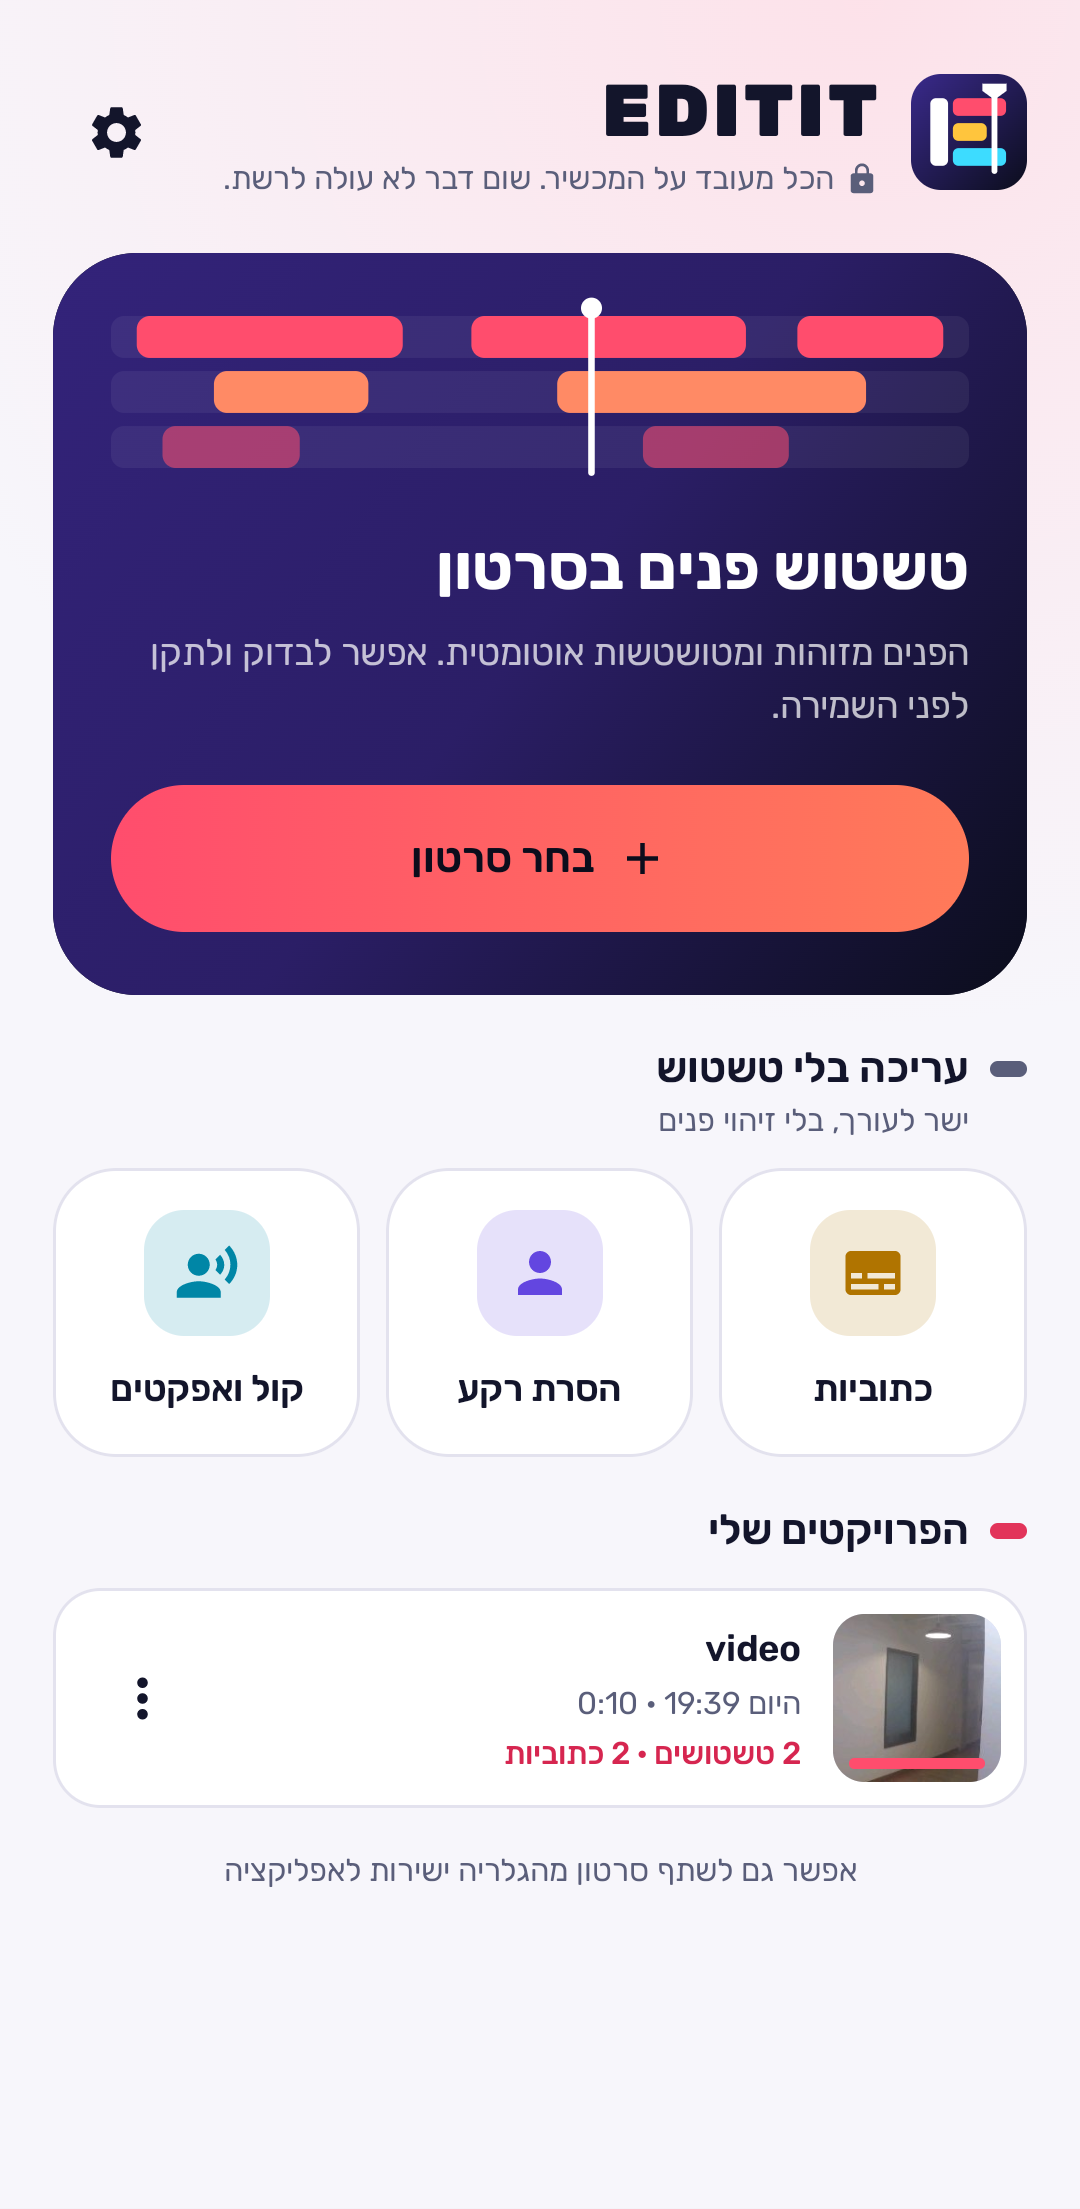 EDITIT
הכל מעובד על המכשיר. שום דבר לא עולה לרשת.
טשטוש פנים בסרטון
הפנים מזוהות ומטושטשות אוטומטית. אפשר לבדוק ולתקן
לפני השמירה.
בחר סרטון
עריכה בלי טשטוש
ישר לעורך, בלי זיהוי פנים
כתוביות
הסרת רקע
קול ואפקטים
הפרויקטים שלי
video
היום 19:39 • 0:10
2 טשטושים • 2 כתוביות
אפשר גם לשתף סרטון מהגלריה ישירות לאפליקציה